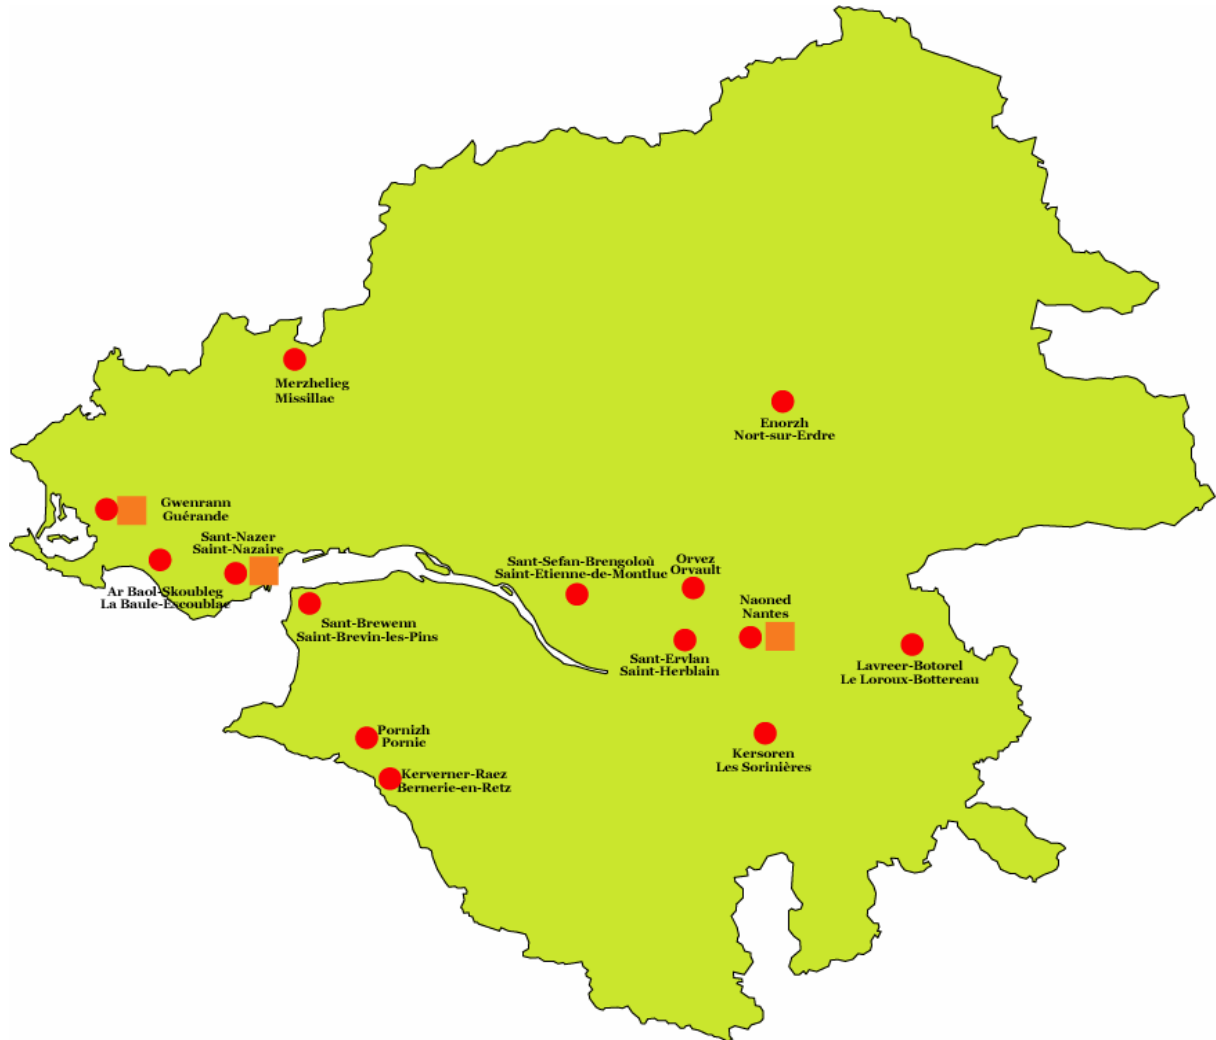 Merzhelieg
Missillac
Enorzh
Nort-sur-Erdre
Gwenrann
Guérande
Sant-Nazer
Saint-Nazaire
Ar Baol-Skoubleg
La Baule-Escoublac
Sant-Brewenn
Saint-Brevin-les-Pins
Sant-Sefan-Brengoloù
Saint-Etienne-de-Montluc
Orvez
Orvault
Naoned
Nantes
Sant-Ervlan
Saint-Herblain
Lavreer-Botorel
Le Loroux-Bottereau
Pornizh
Pornic
Kersoren
Les Sorinières
Kerverner-Raez
Bernerie-en-Retz